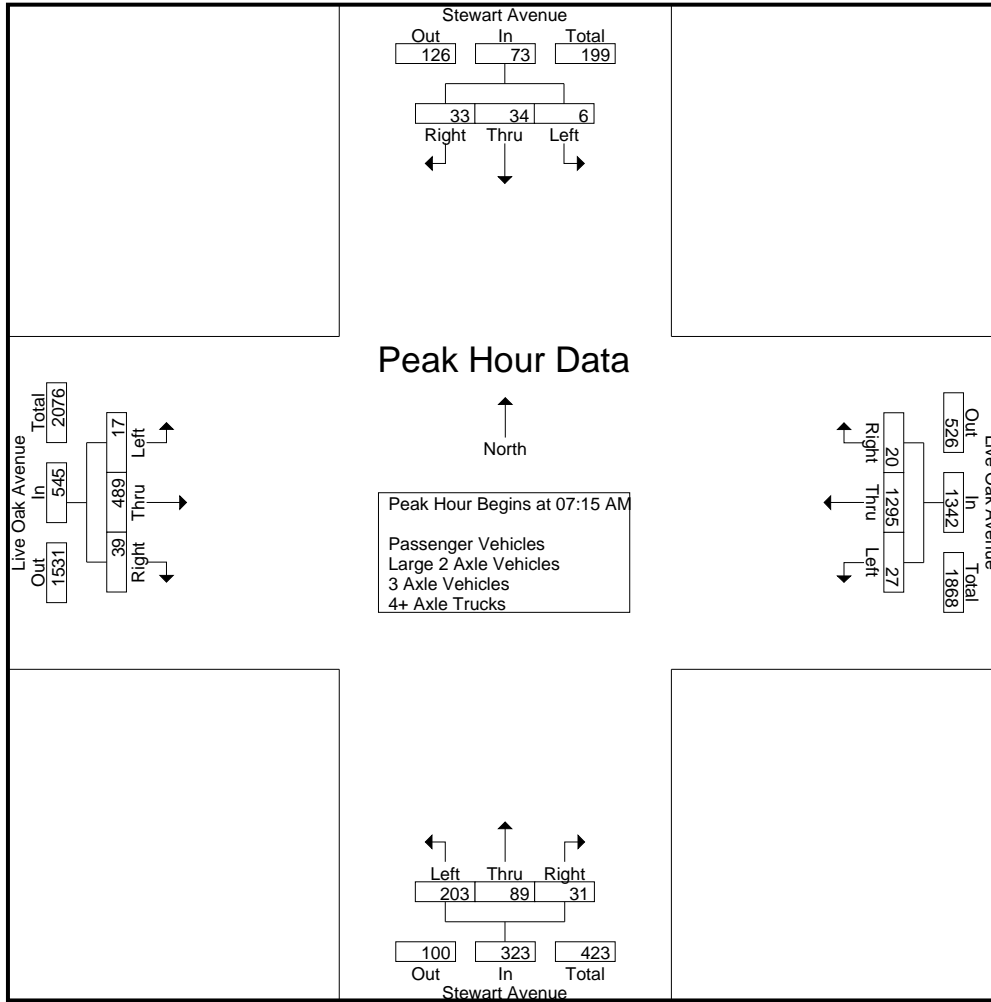 Stewart Avenue
Out In Total
126 73 199
33 34 6
Right Thru Left
Peak Hour Data
North
Peak Hour Begins at 07:15 AM
Passenger Vehicles
Large 2 Axle Vehicles
3 Axle Vehicles
4+ Axle Trucks
Live Oak Avenue
Out In Total
1531 545 2076
17 489 39
Left Thru Right
Live Oak Avenue
Out In Total
526 1342 1868
20 1295 27
Right Thru Left
Left Thru Right
203 89 31
100 323 423
Out In Total
Stewart Avenue